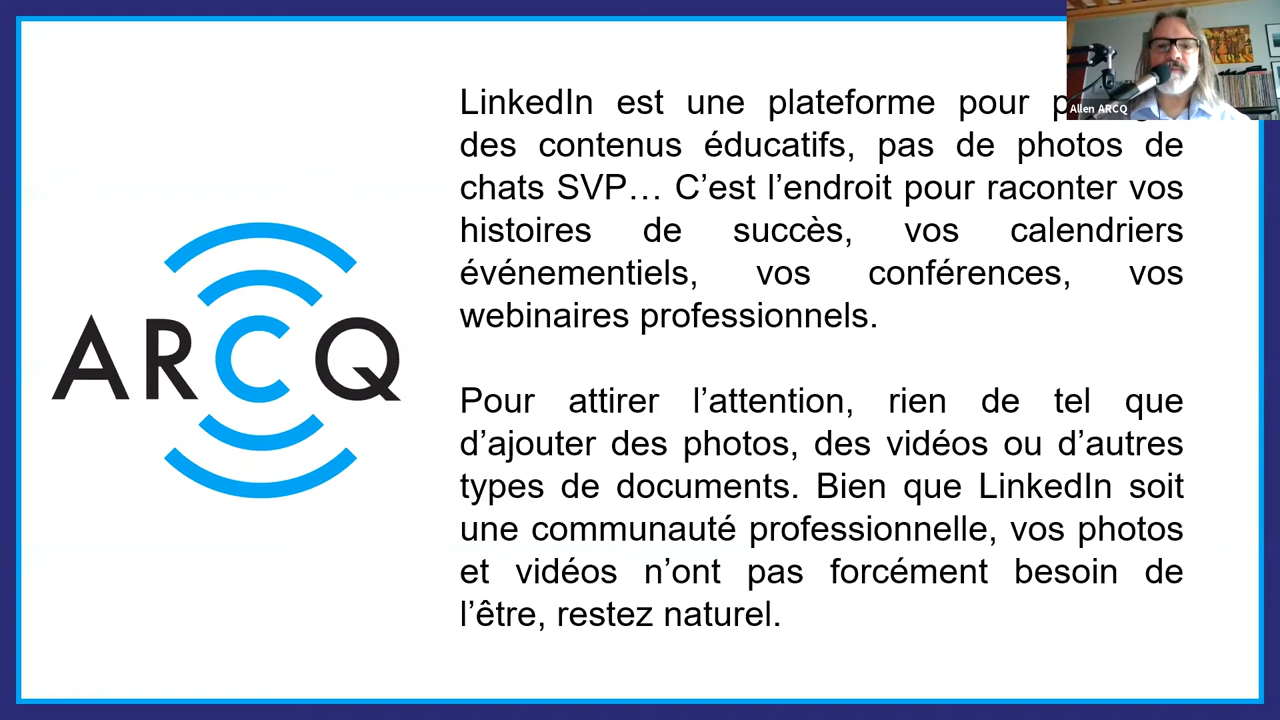 LinkedIn est une plateforme pour
des contenus éducatifs, pas de photos de
chats SVP… C’est l’endroit pour raconter vos
histoires de succès, vos calendriers
événementiels, vos conférences, vos
webinaires professionnels.
Pour attirer l’attention, rien de tel que
d’ajouter des photos, des vidéos ou d’autres
types de documents. Bien que LinkedIn soit
une communauté professionnelle, vos photos
et vidéos n’ont pas forcément besoin de
l’être, restez naturel.
ARCQ
Allen ARCQ